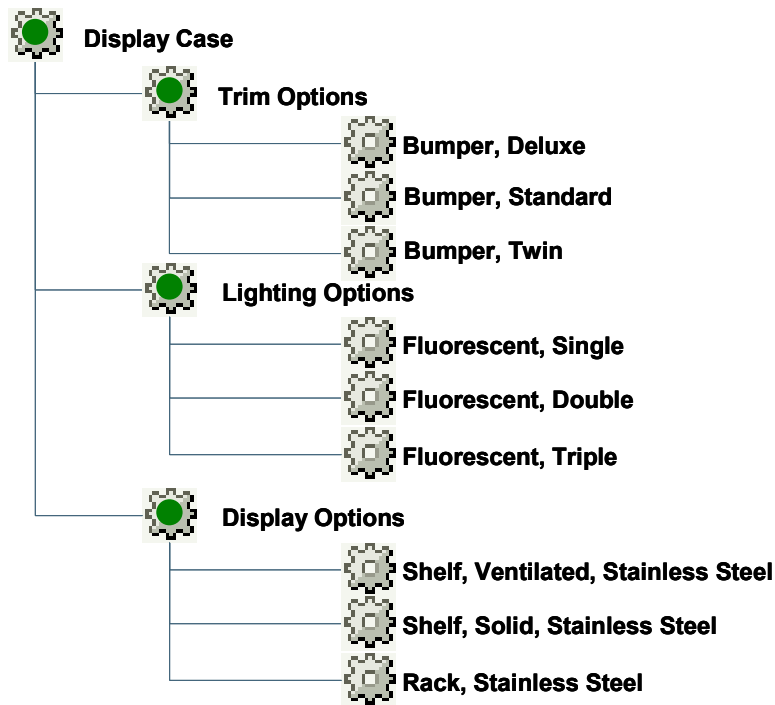 Display Case
Trim Options
Bumper, Deluxe
Bumper, Standard
Bumper, Twin
Lighting Options
Fluorescent, Single
Fluorescent, Double
Fluorescent, Triple
Display Options
Shelf, Ventilated, Stainless Steel
Shelf, Solid, Stainless Steel
Rack, Stainless Steel